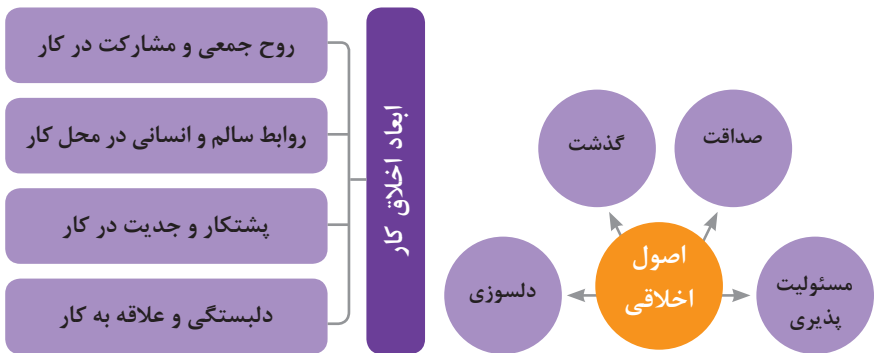 صداقت
گذشت
اصول
اخلاقی
مسئولیت
پذیری
دلسوزی
ابعاد اخلاق کار
روح جمعی و مشارکت در کار
روابط سالم و انسانی در محل کار
پشتکار و جدیت در کار
دلبستگی و علاقه به کار